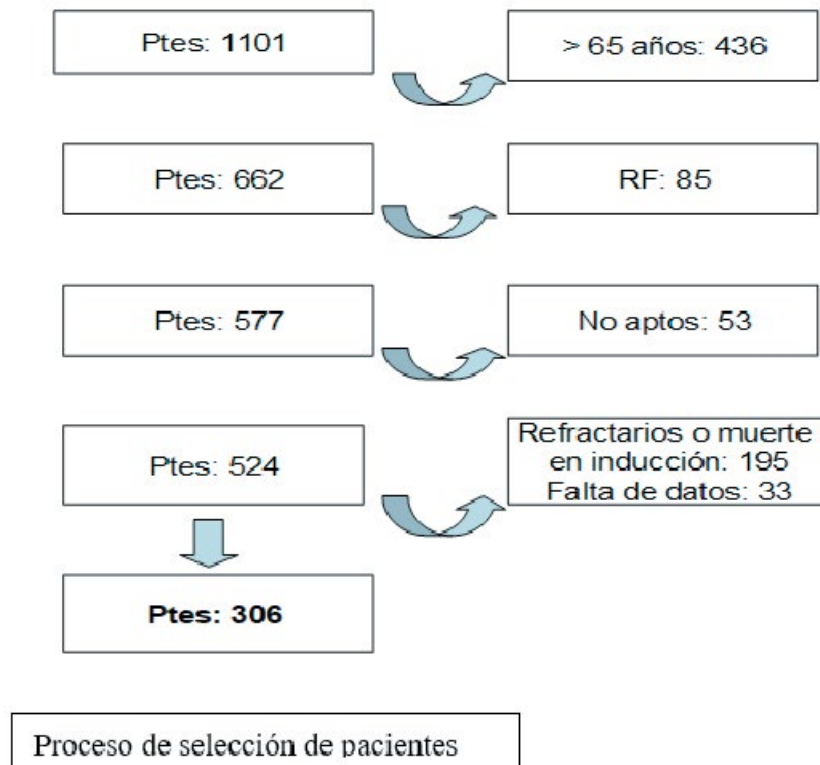 Ptes: 1101
> 65 años: 436
Ptes: 662
RF: 85
Ptes: 577
No aptos: 53
Ptes: 524
Refractarios o muerte
en inducción: 195
Falta de datos: 33
Ptes: 306
Proceso de selección de pacientes